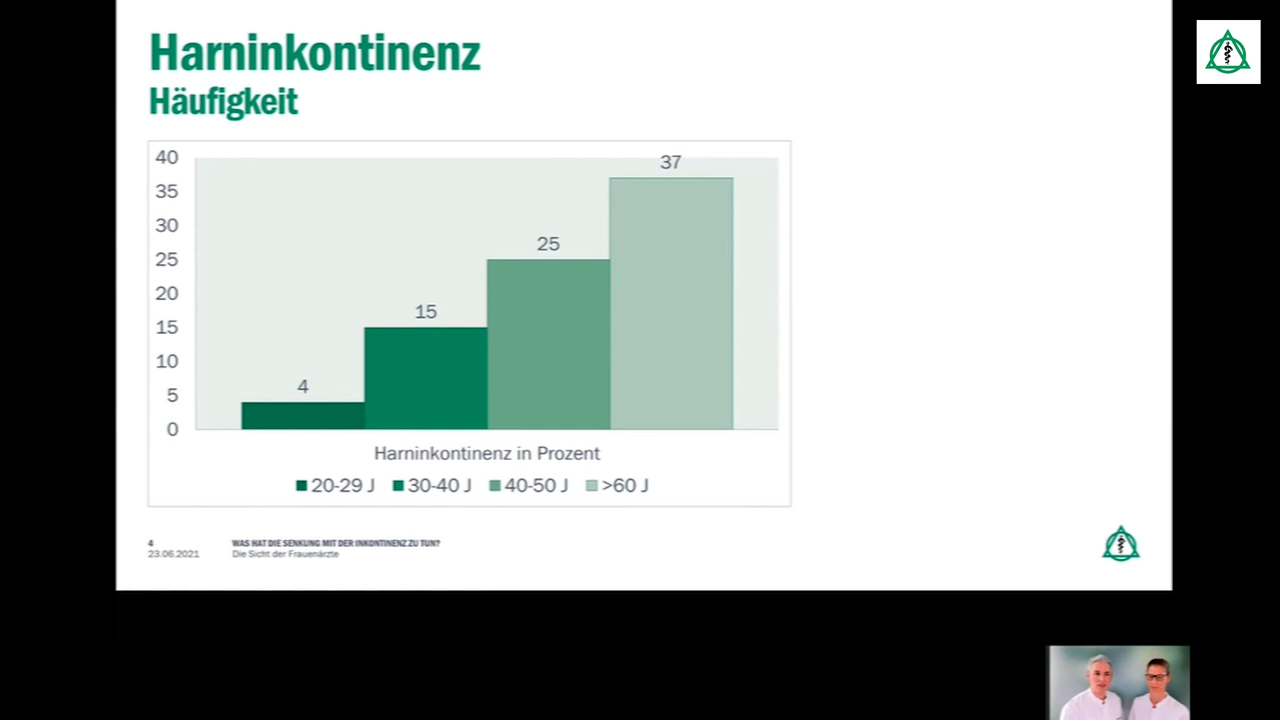 Harninkontinenz
Häufigkeit
40
35
30
25
20
15
10
5
0
4
15
25
37
Harninkontinenz in Prozent
20-29 J 30-40 J 40-50 J >60 J
4
23.06.2021
WAS HAT DIE SENKUNG MIT DER INKONTINENZ ZU TUN?
Die Sicht der Frauenärzte